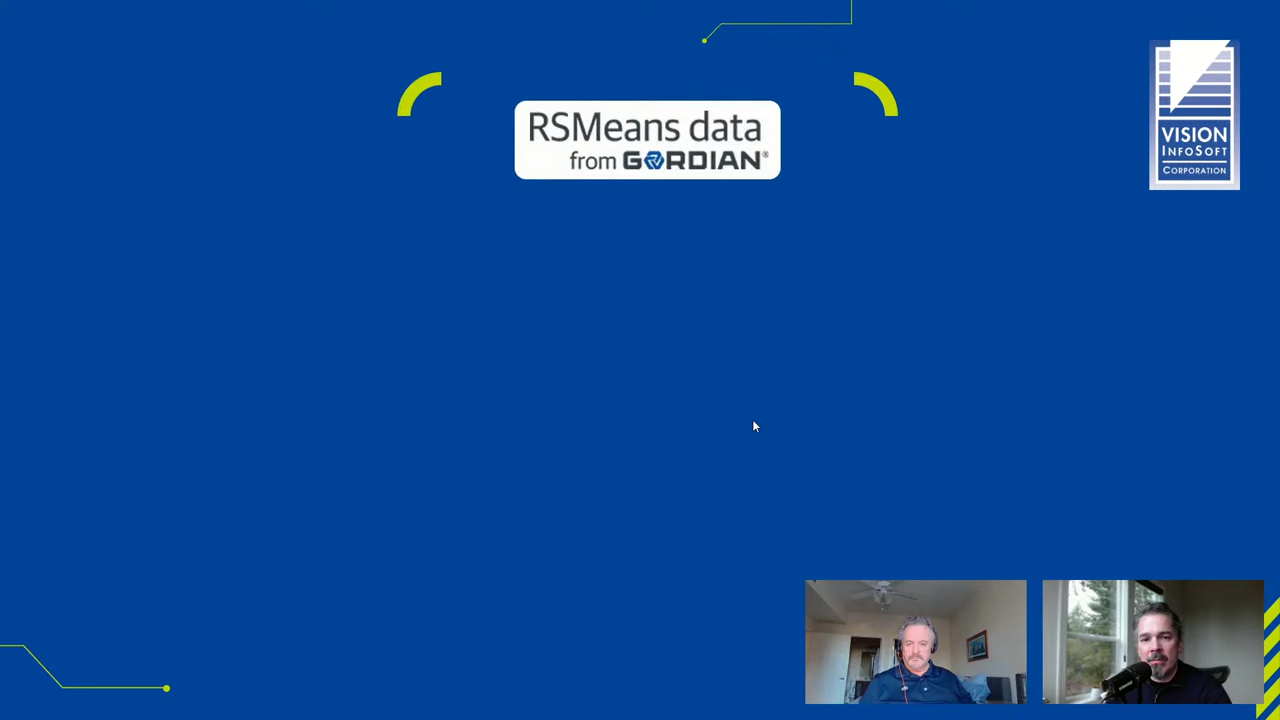 RSMeans data
from GORDIAN®
VISION
INFOSOFT
CORPORATION